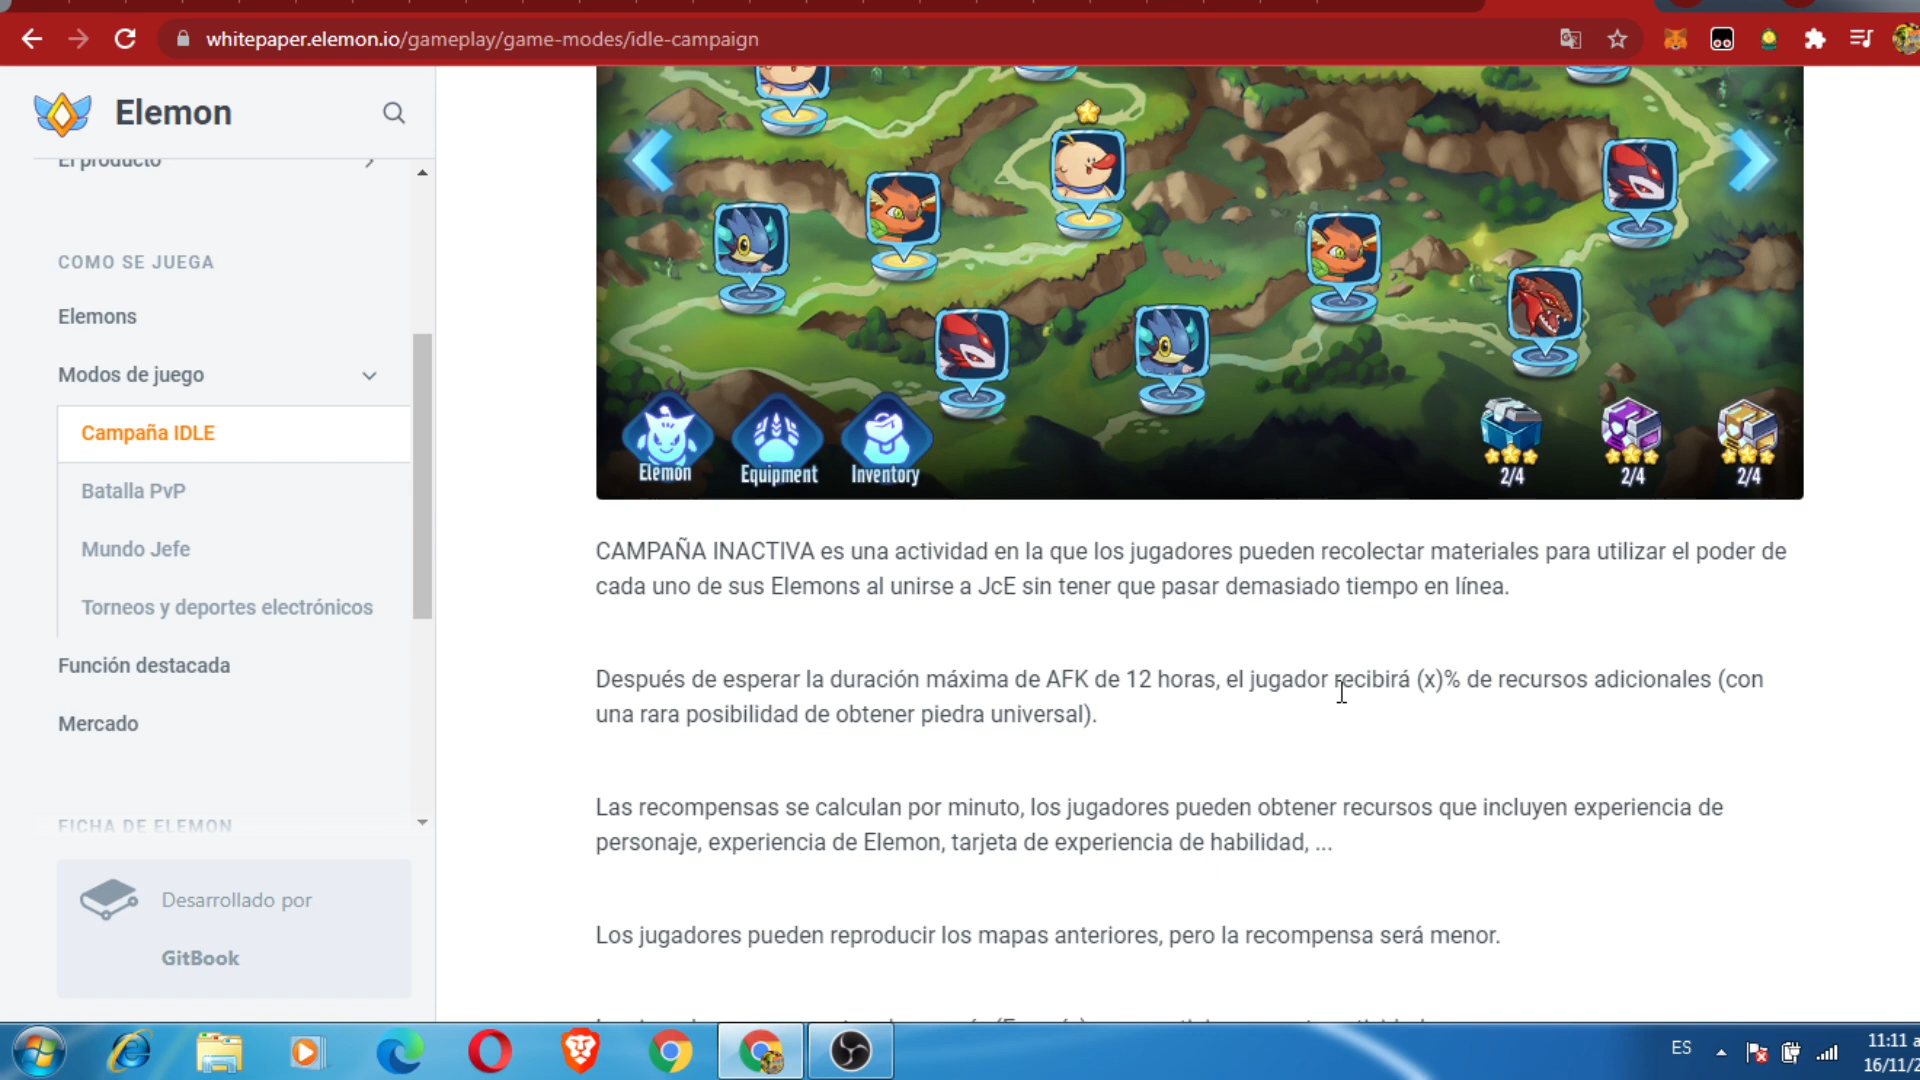 whitepaper.elemon.io/gameplay/game-modes/idle-campaign
Elemon
El producto
COMO SE JUEGA
Elemons
Modos de juego
Campaña IDLE
Batalla PvP
Mundo Jefe
Torneos y deportes electrónicos
Función destacada
Mercado
FICHA DE ELEMON
Desarrollado por
GitBook
Elemon
Equipment
Inventory
2/4
2/4
2/4
CAMPAÑA INACTIVA es una actividad en la que los jugadores pueden recolectar materiales para utilizar el poder de
cada uno de sus Elemons al unirse a JcE sin tener que pasar demasiado tiempo en línea.
Después de esperar la duración máxima de AFK de 12 horas, el jugador recibirá (x)% de recursos adicionales (con
una rara posibilidad de obtener piedra universal).
Las recompensas se calculan por minuto, los jugadores pueden obtener recursos que incluyen experiencia de
personaje, experiencia de Elemon, tarjeta de experiencia de habilidad, ...
Los jugadores pueden reproducir los mapas anteriores, pero la recompensa será menor.
ES
11:11 a
16/11/2